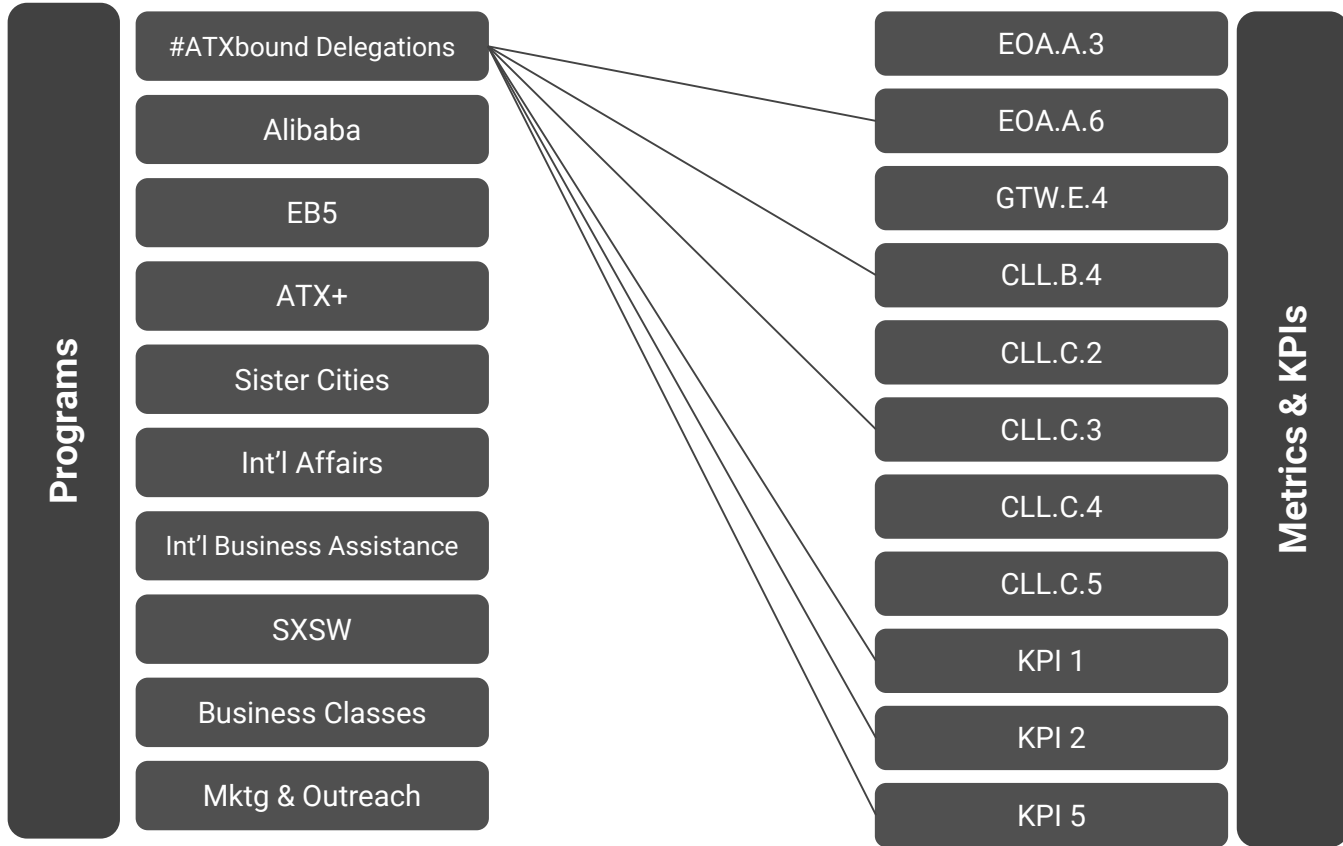 Programs
#ATXbound Delegations
Alibaba
EB5
ATX+
Sister Cities
Int’l Affairs
Int’l Business Assistance
SXSW
Business Classes
Mktg & Outreach
EOA.A.3
EOA.A.6
GTW.E.4
CLL.B.4
CLL.C.2
CLL.C.3
CLL.C.4
CLL.C.5
KPI 1
KPI 2
KPI 5
Metrics & KPIs